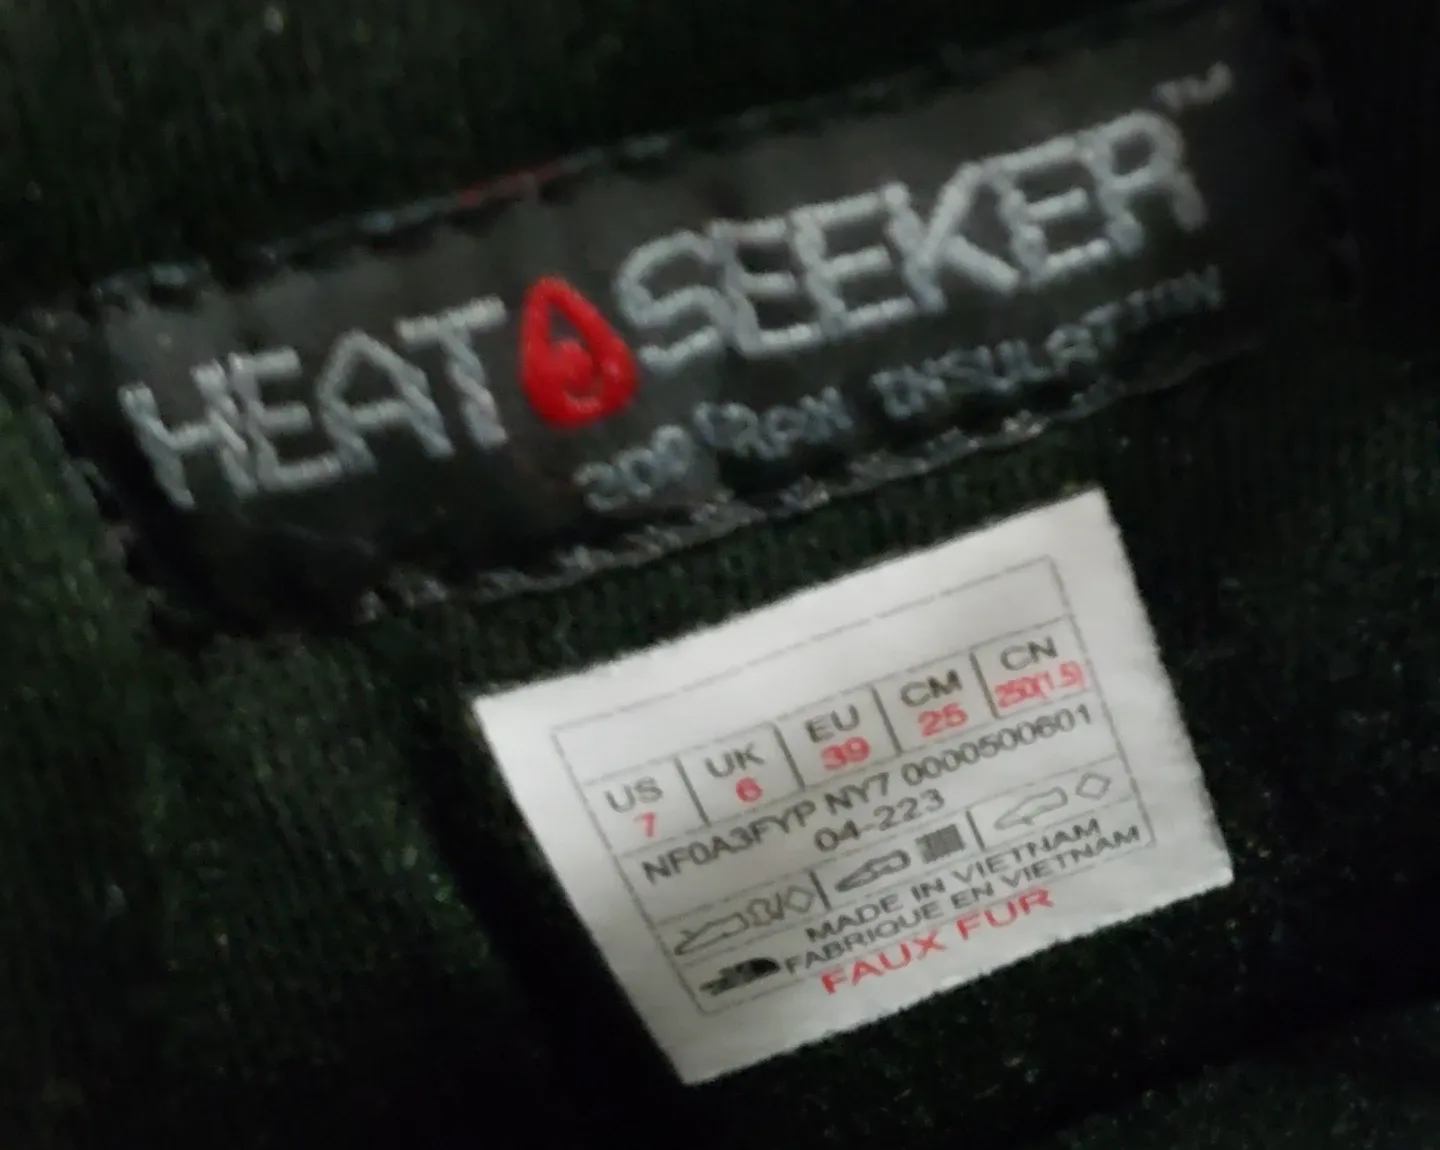 HEAT SEEKER™
200 GRAM INSULATION
US UK EU CM CN
7 6 39 25 250(1.5)
NF0A3FYP NY7 0000500601
04-223
MADE IN VIETNAM
FABRIQUE EN VIETNAM
FAUX FUR